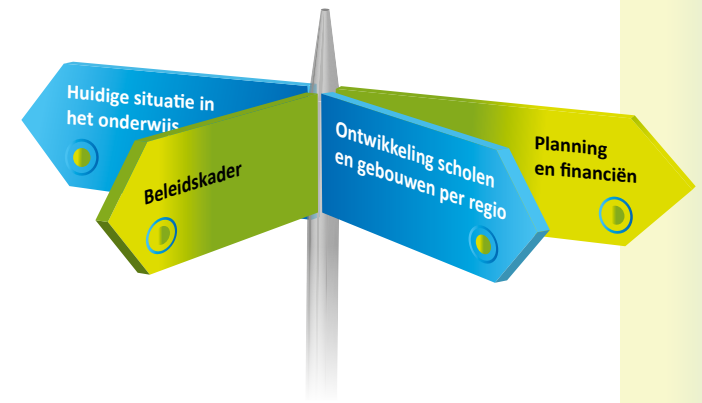 Huidige situatie in
het onderwijs
Beleidskader
Ontwikkeling scholen
en gebouwen per regio
Planning
en financiën